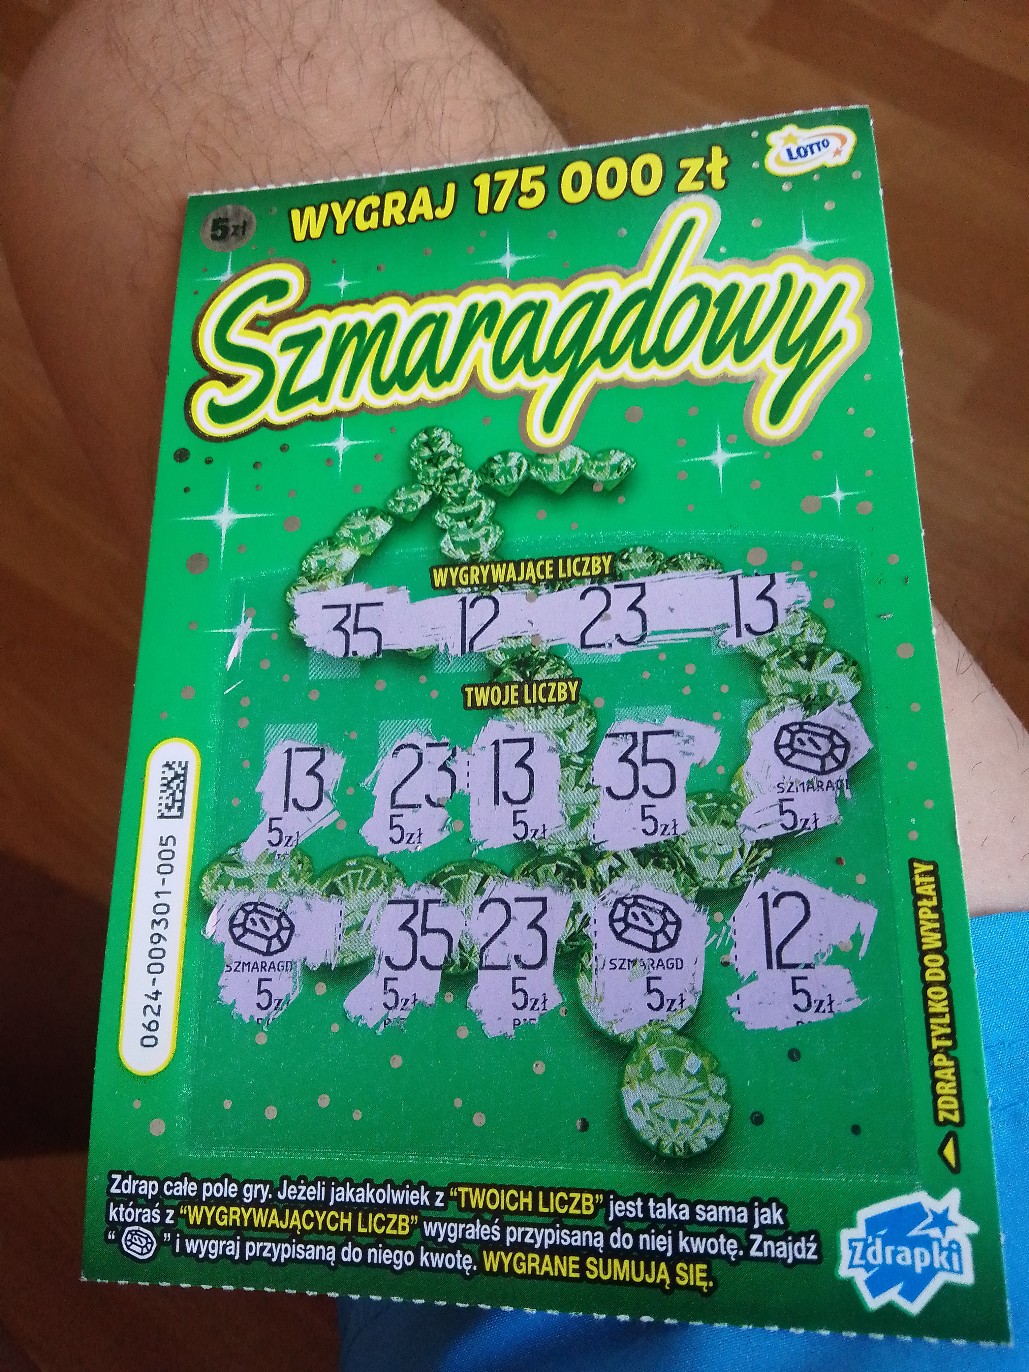 WYGRAJ 175 000 zł
LOTTO
5 zł
Szmaragdowy
WYGRYWAJĄCE LICZBY
35 12 23 13
TWOJE LICZBY
13 23 13 35
SZMARAGD
5zł 5zł 5zł 5zł 5zł
35 23 12
SZMARAGD SZMARAGD
5zł 5zł 5zł 5zł 5zł
0624-009301-005
ZDRAP TYLKO DO WYPŁATY
Zdrap całe pole gry. Jeżeli jakakolwiek z "TWOICH LICZB" jest taka sama jak
któraś z "WYGRYWAJĄCYCH LICZB" wygrałeś przypisaną do niej kwotę. Znajdź
" " i wygraj przypisaną do niego kwotę. WYGRANE SUMUJĄ SIĘ.
Zdrapki